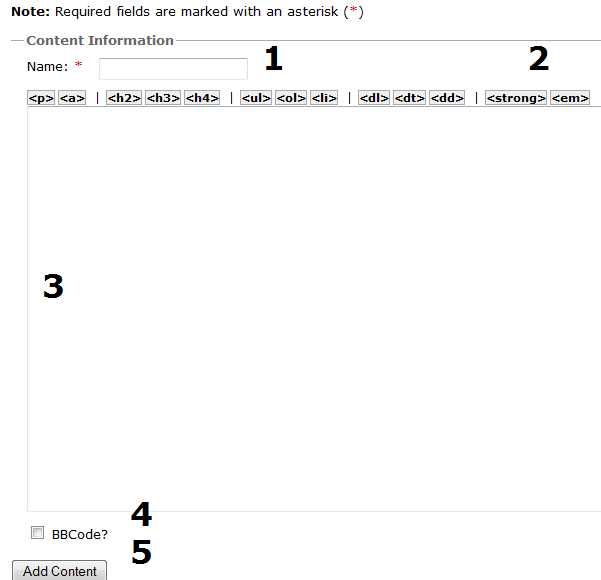 Note: Required fields are marked with an asterisk (*)
Content Information
Name: * 1 2
<p> <a> | <h2> <h3> <h4> | <ul> <ol> <li> | <dl> <dt> <dd> | <strong> <em>
3
4
BBCode?
5
Add Content